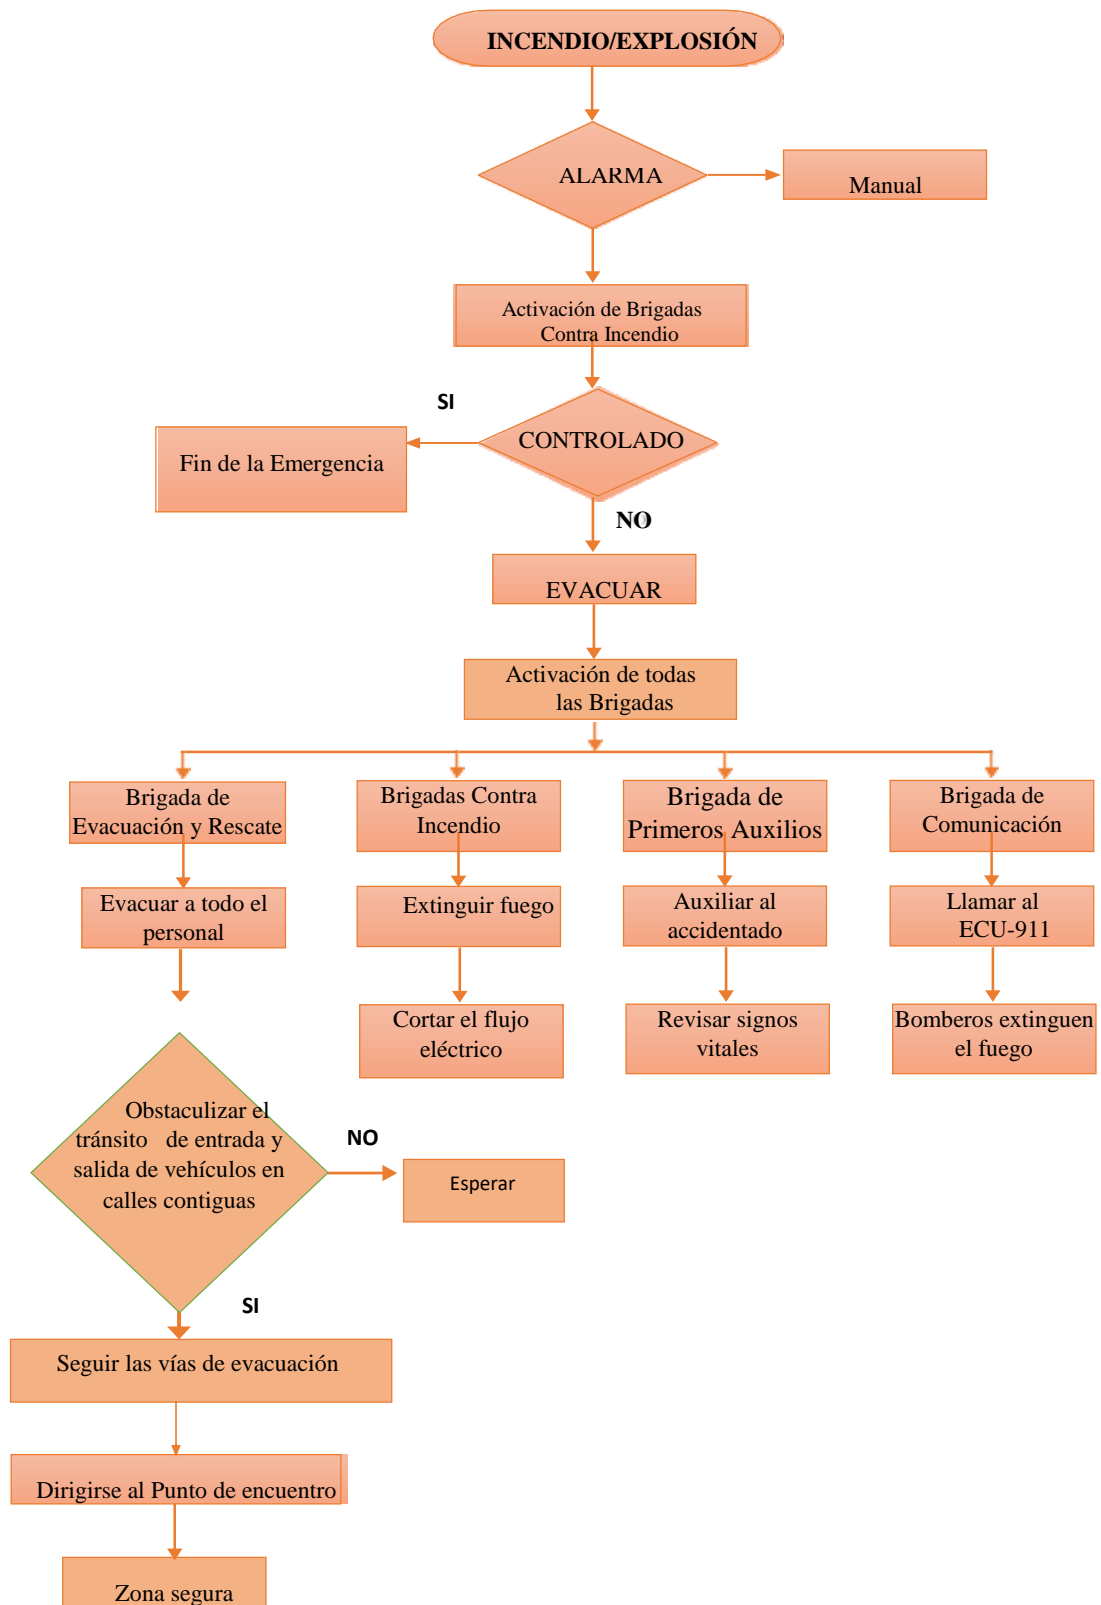 INCENDIO/EXPLOSIÓN
ALARMA
Manual
Activación de Brigadas
Contra Incendio
SI
CONTROLADO
Fin de la Emergencia
NO
EVACUAR
Activación de todas
las Brigadas
Brigada de
Evacuación y Rescate
Brigadas Contra
Incendio
Brigada de
Primeros Auxilios
Brigada de
Comunicación
Evacuar a todo el
personal
Extinguir fuego
Auxiliar al
accidentado
Llamar al
ECU-911
Cortar el flujo
eléctrico
Revisar signos
vitales
Bomberos extinguen
el fuego
Obstaculizar el
tránsito de entrada y
salida de vehículos en
calles contiguas
NO
Esperar
SI
Seguir las vías de evacuación
Dirigirse al Punto de encuentro
Zona segura